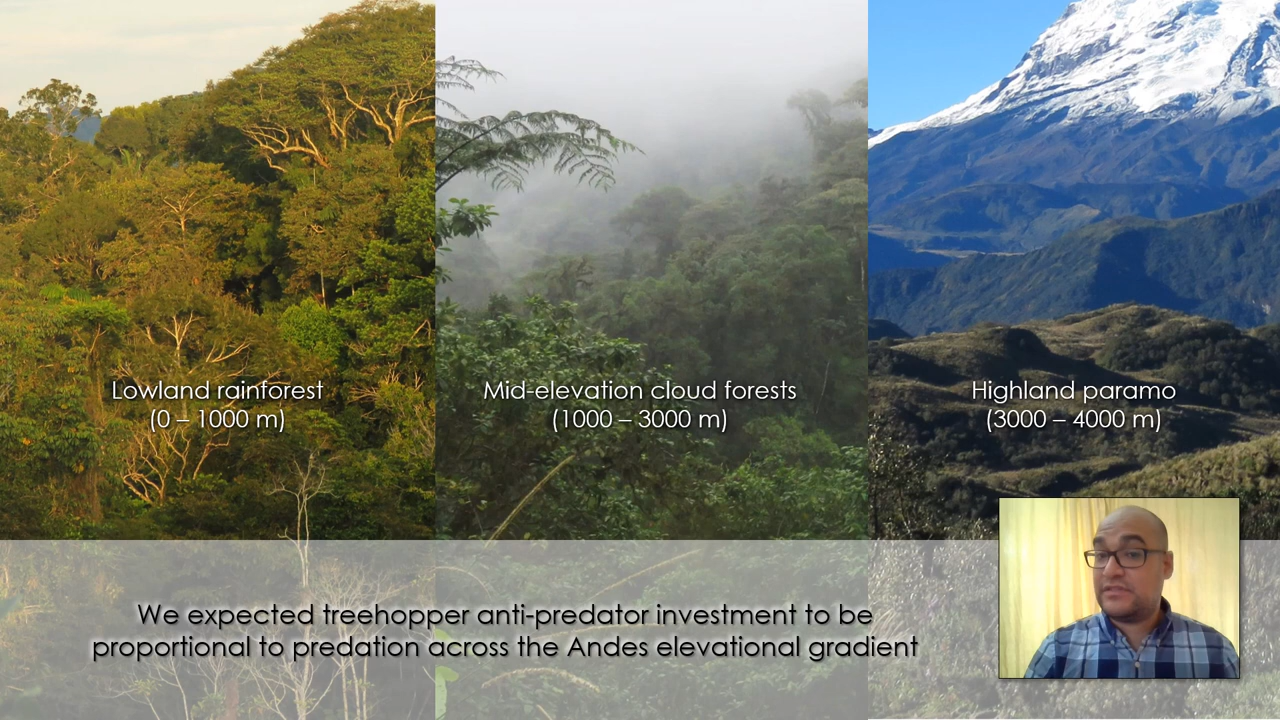 Lowland rainforest
(0 – 1000 m)
Mid-elevation cloud forests
(1000 – 3000 m)
Highland paramo
(3000 – 4000 m)
We expected treehopper anti-predator investment to be
proportional to predation across the Andes elevational gradient